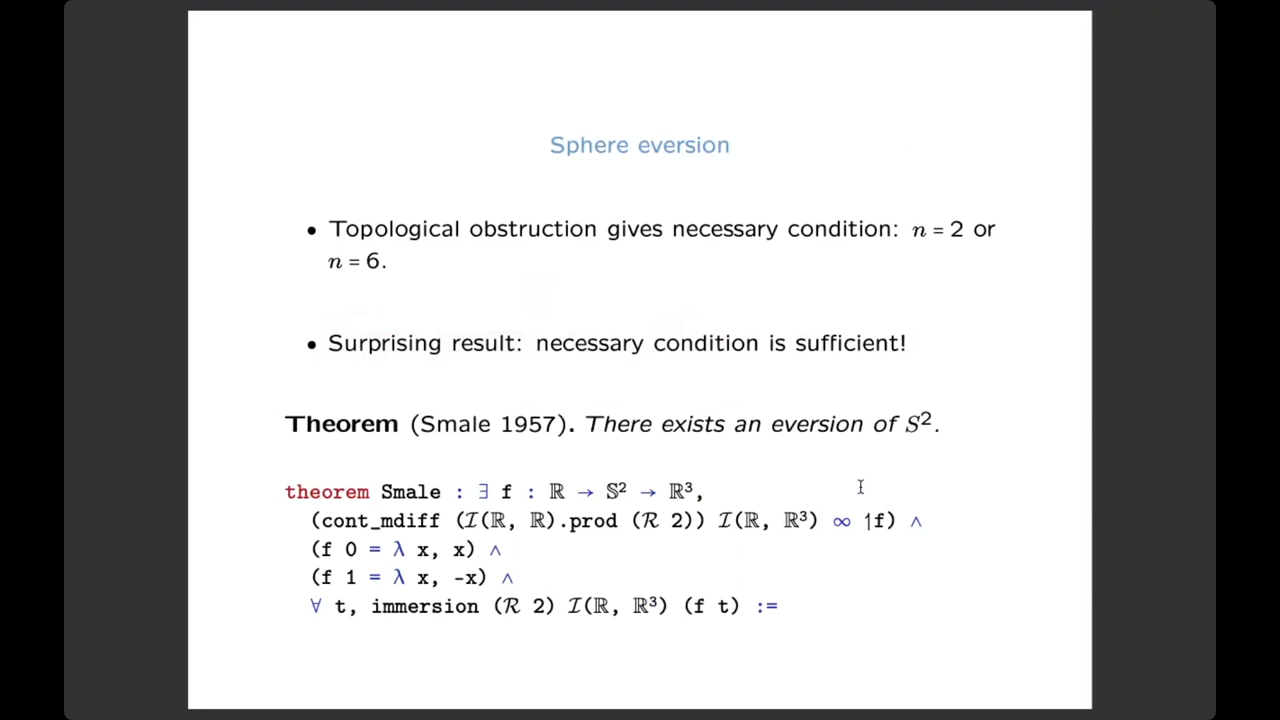 Sphere eversion
• Topological obstruction gives necessary condition: n = 2 or
n = 6.
• Surprising result: necessary condition is sufficient!
Theorem (Smale 1957). There exists an eversion of S².
theorem Smale : ∃ f : ℝ → 𝕊² → ℝ³,
(cont_mdiff (𝓘(ℝ, ℝ).prod (𝓡 2)) 𝓘(ℝ, ℝ³) ∞ ↿f) ∧
(f 0 = λ x, x) ∧
(f 1 = λ x, -x) ∧
∀ t, immersion (𝓡 2) 𝓘(ℝ, ℝ³) (f t) :=